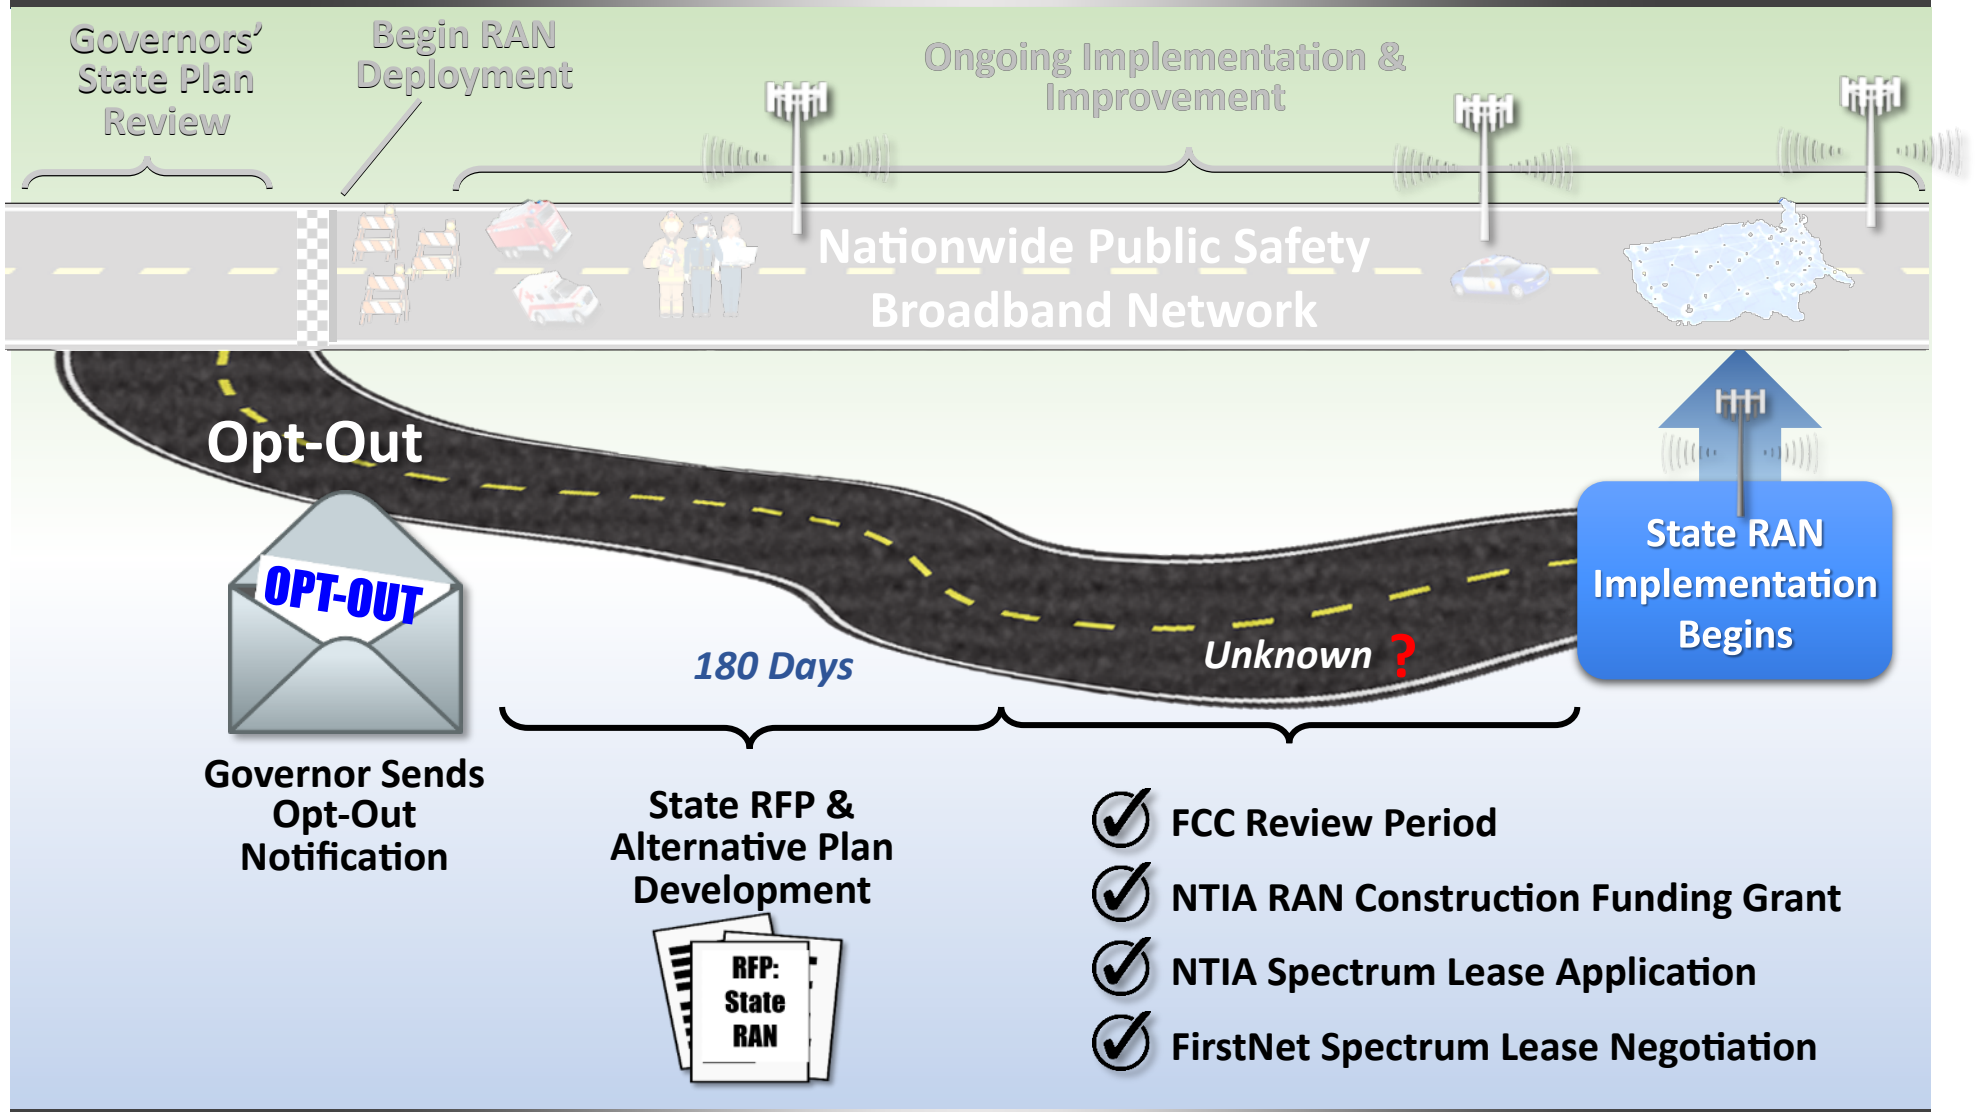 Governors’
State Plan
Review
Begin RAN
Deployment
Ongoing Implementation &
Improvement
Nationwide Public Safety
Broadband Network
Opt-Out
OPT-OUT
Governor Sends
Opt-Out
Notification
180 Days
State RFP &
Alternative Plan
Development
RFP:
State
RAN
Unknown ?
FCC Review Period
NTIA RAN Construction Funding Grant
NTIA Spectrum Lease Application
FirstNet Spectrum Lease Negotiation
State RAN
Implementation
Begins